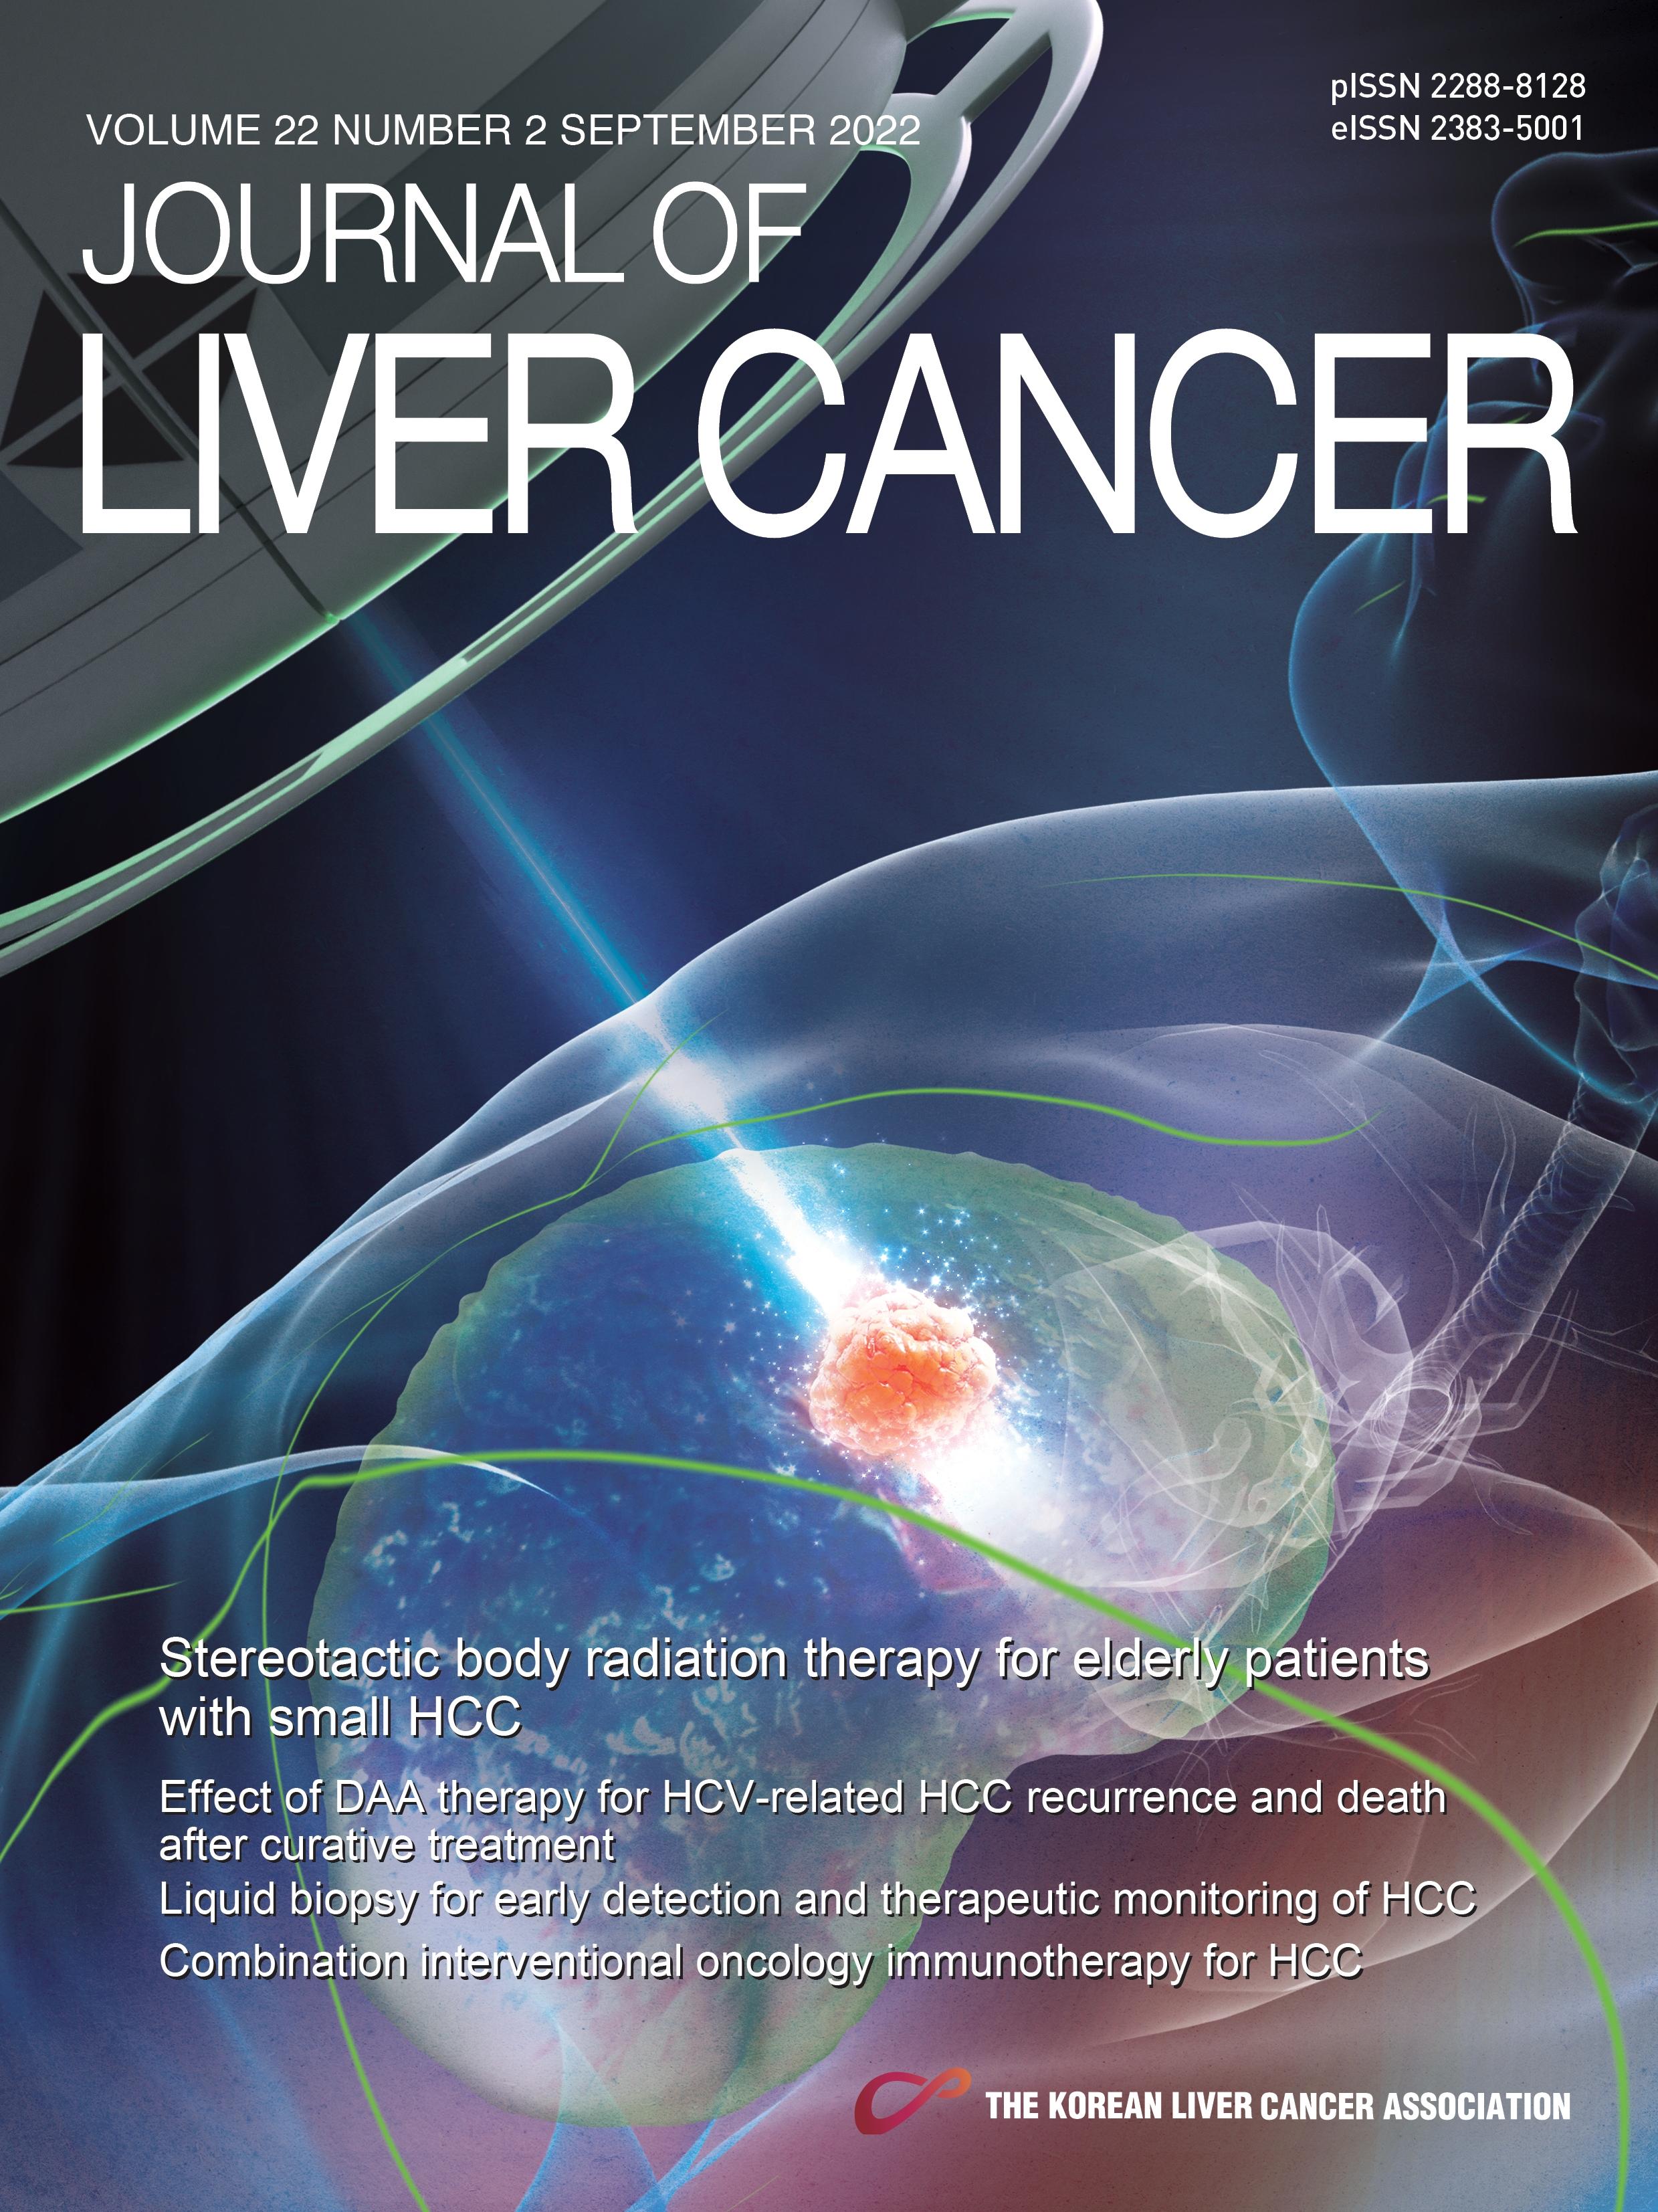 pISSN 2288-8128
eISSN 2383-5001
VOLUME 22 NUMBER 2 SEPTEMBER 2022
JOURNAL OF
LIVER CANCER
Stereotactic body radiation therapy for elderly patients
with small HCC
Effect of DAA therapy for HCV-related HCC recurrence and death
after curative treatment
Liquid biopsy for early detection and therapeutic monitoring of HCC
Combination interventional oncology immunotherapy for HCC
THE KOREAN LIVER CANCER ASSOCIATION